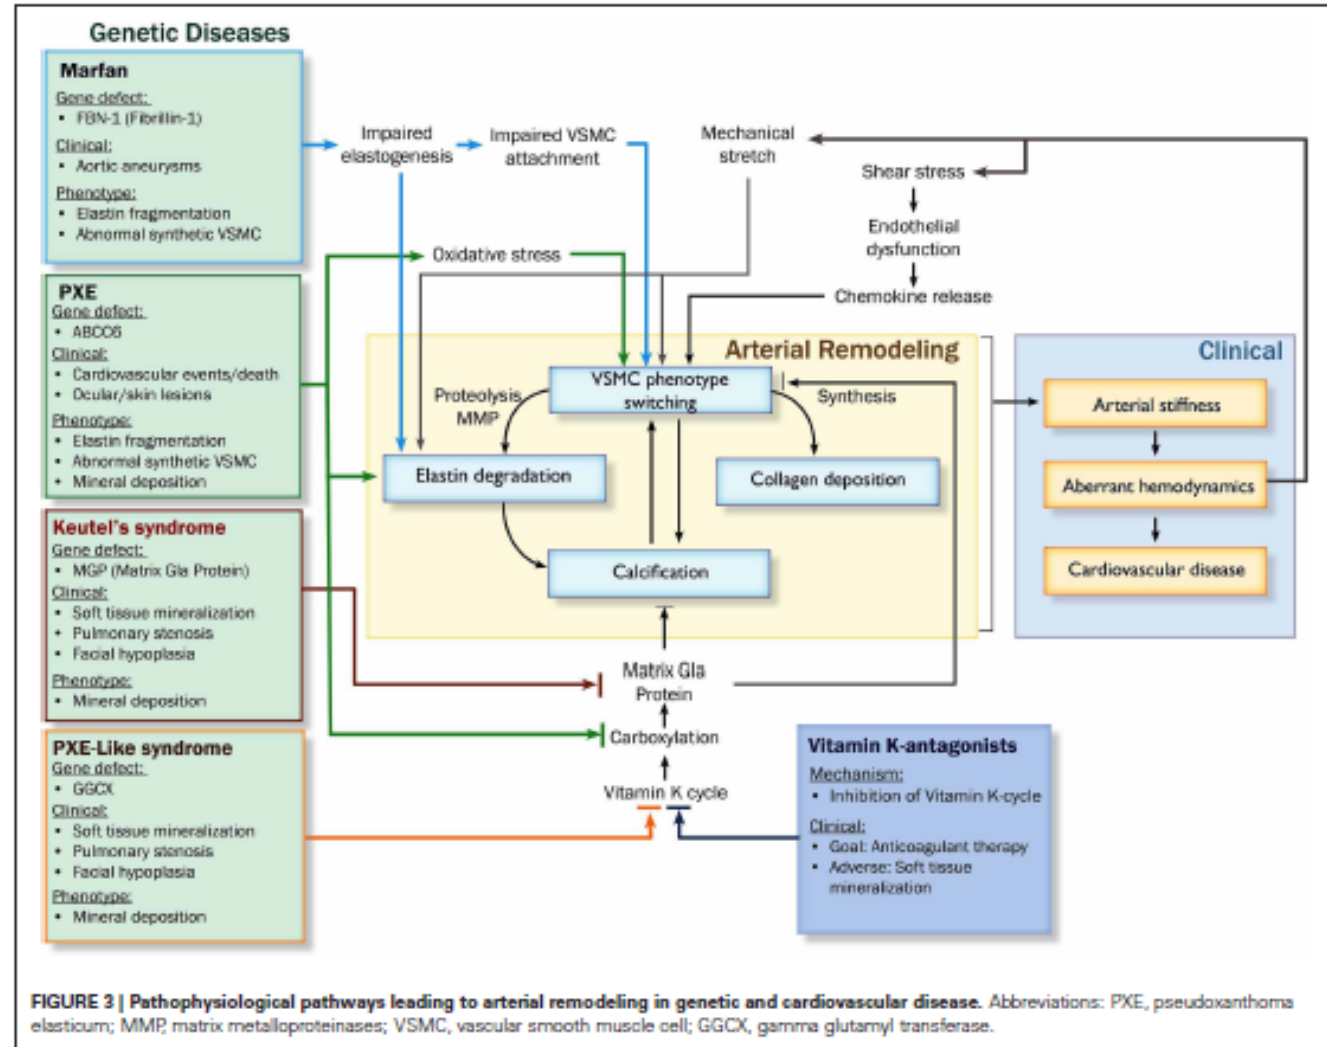 Genetic Diseases
Marfan
Gene defect:
• FBN-1 (Fibrillin-1)
Clinical:
• Aortic aneurysms
Phenotype:
• Elastin fragmentation
• Abnormal synthetic VSMC
PXE
Gene defect:
• ABCC6
Clinical:
• Cardiovascular events/death
• Ocular/skin lesions
Phenotype:
• Elastin fragmentation
• Abnormal synthetic VSMC
• Mineral deposition
Keutel's syndrome
Gene defect:
• MGP (Matrix Gla Protein)
Clinical:
• Soft tissue mineralization
• Pulmonary stenosis
• Facial hypoplasia
Phenotype:
• Mineral deposition
PXE-Like syndrome
Gene defect:
• GGCX
Clinical:
• Soft tissue mineralization
• Pulmonary stenosis
• Facial hypoplasia
Phenotype:
• Mineral deposition
Impaired
elastogenesis
Impaired VSMC
attachment
Mechanical
stretch
Shear stress
Endothelial
dysfunction
Chemokine release
Oxidative stress
Arterial Remodeling
VSMC phenotype
switching
Proteolysis
MMP
Synthesis
Elastin degradation
Collagen deposition
Calcification
Clinical
Arterial stiffness
Aberrant hemodynamics
Cardiovascular disease
Matrix Gla
Protein
Carboxylation
Vitamin K cycle
Vitamin K-antagonists
Mechanism:
• Inhibition of Vitamin K-cycle
Clinical:
• Goal: Anticoagulant therapy
• Adverse: Soft tissue
mineralization
FIGURE 3 | Pathophysiological pathways leading to arterial remodeling in genetic and cardiovascular disease. Abbreviations: PXE, pseudoxanthoma
elasticum; MMP, matrix metalloproteinases; VSMC, vascular smooth muscle cell; GGCX, gamma glutamyl transferase.